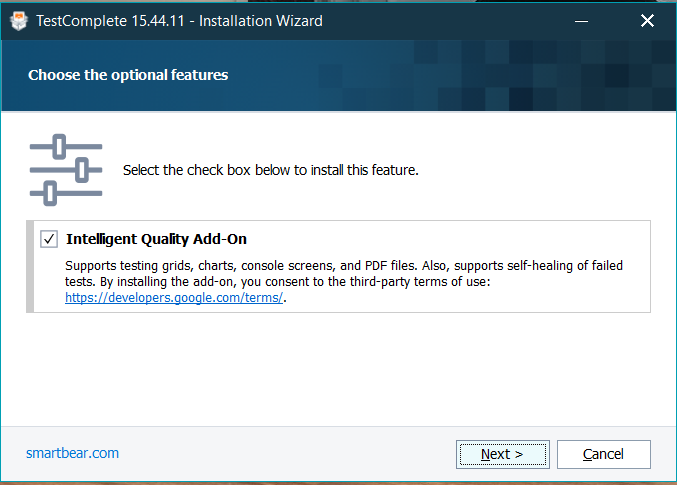 TestComplete 15.44.11 - Installation Wizard
Choose the optional features
Select the check box below to install this feature.
Intelligent Quality Add-On
Supports testing grids, charts, console screens, and PDF files. Also, supports self-healing of failed
tests. By installing the add-on, you consent to the third-party terms of use:
https://developers.google.com/terms/.
smartbear.com
Next >
Cancel